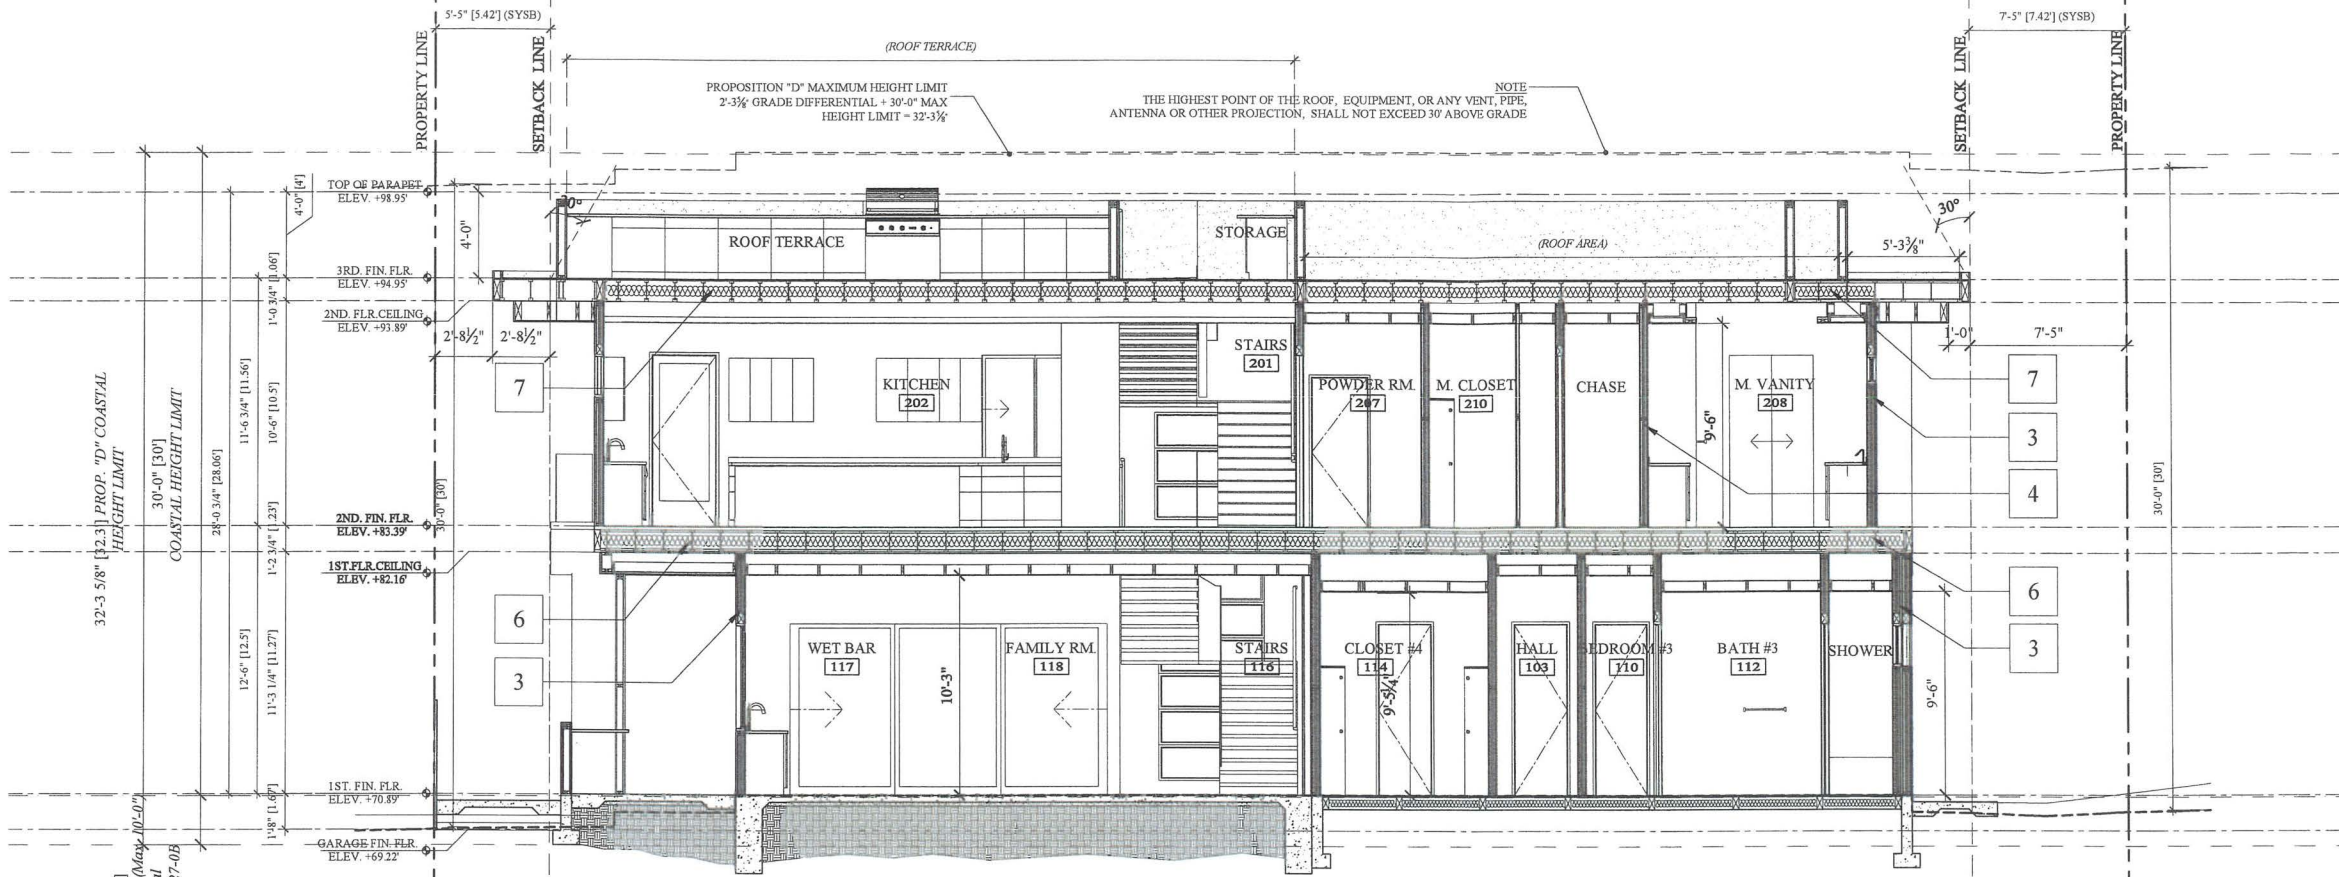 5'-5" [5.42'] (SYSB)
7'-5" [7.42'] (SYSB)
PROPERTY LINE
SETBACK LINE
(ROOF TERRACE)
SETBACK LINE
PROPERTY LINE
PROPOSITION "D" MAXIMUM HEIGHT LIMIT
2'-3⅝" GRADE DIFFERENTIAL + 30'-0" MAX
HEIGHT LIMIT = 32'-3⅝"
NOTE
THE HIGHEST POINT OF THE ROOF, EQUIPMENT, OR ANY VENT, PIPE,
ANTENNA OR OTHER PROJECTION, SHALL NOT EXCEED 30' ABOVE GRADE
TOP OF PARAPET
ELEV. +98.95'
4'-0" [4']
4'-0"
30°
ROOF TERRACE
STORAGE
(ROOF AREA)
5'-3⅜"
3RD. FIN. FLR.
ELEV. +94.95'
1'-0 3/4" [1.06']
2ND. FLR.CEILING
ELEV. +93.89'
2'-8½"
2'-8½"
1'-0"
7'-5"
STAIRS
201
7
KITCHEN
202
POWDER RM.
207
M. CLOSET
210
CHASE
M. VANITY
208
9'-6"
7
3
4
32'-3 5/8" [32.3'] PROP. "D" COASTAL
HEIGHT LIMIT
30'-0" [30']
COASTAL HEIGHT LIMIT
28'-0 3/4" [28.06']
11'-6 3/4" [11.56']
10'-6" [10.5']
30'-0" [30']
30'-0" [30']
2ND. FIN. FLR.
ELEV. +83.39'
1'-2 3/4" [1.23']
1ST.FLR.CEILING
ELEV. +82.16'
6
3
WET BAR
117
FAMILY RM.
118
10'-3"
STAIRS
116
CLOSET #4
114
9'-5¼"
HALL
103
BEDROOM #3
110
BATH #3
112
SHOWER
9'-6"
6
3
12'-6" [12.5']
11'-3 1/4" [11.27']
1ST. FIN. FLR.
ELEV. +70.89'
1'-8" [1.67']
GARAGE FIN. FLR.
ELEV. +69.22'
(Max. 10'-0")
27-0B